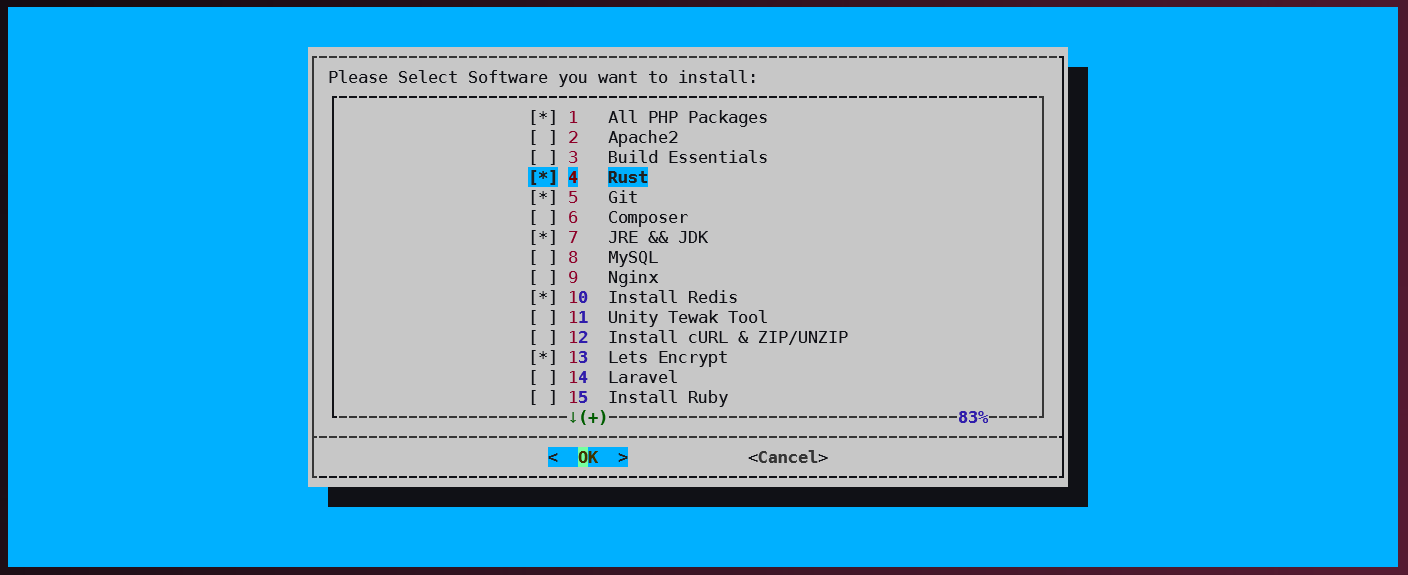 Please Select Software you want to install:
[*] 1 All PHP Packages
[ ] 2 Apache2
[ ] 3 Build Essentials
[*] 4 Rust
[*] 5 Git
[ ] 6 Composer
[*] 7 JRE && JDK
[ ] 8 MySQL
[ ] 9 Nginx
[*] 10 Install Redis
[ ] 11 Unity Tewak Tool
[ ] 12 Install cURL & ZIP/UNZIP
[*] 13 Lets Encrypt
[ ] 14 Laravel
[ ] 15 Install Ruby
↓(+) 83%
< OK > <Cancel>